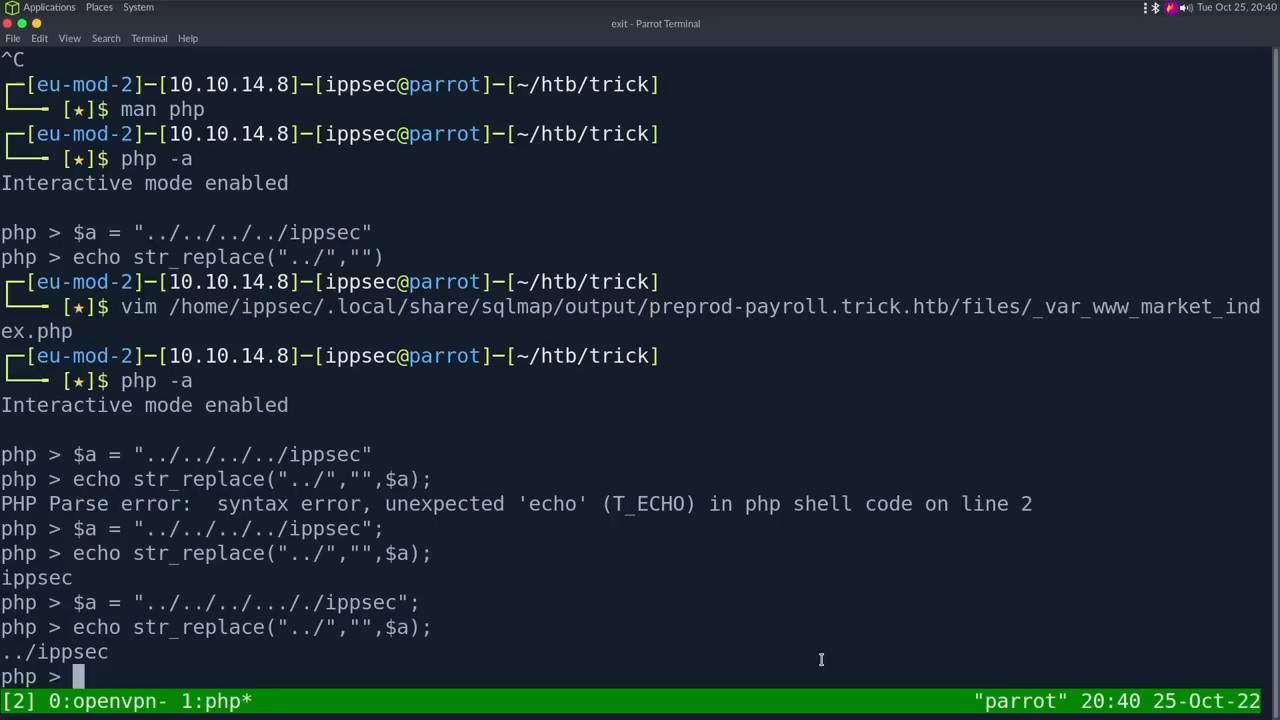 Applications Places System
Tue Oct 25, 20:40
exit - Parrot Terminal
File Edit View Search Terminal Help
^C
┌─[eu-mod-2]─[10.10.14.8]─[ippsec@parrot]─[~/htb/trick]
└──╼ [★]$ man php
┌─[eu-mod-2]─[10.10.14.8]─[ippsec@parrot]─[~/htb/trick]
└──╼ [★]$ php -a
Interactive mode enabled
php > $a = "../../../../ippsec"
php > echo str_replace("../","")
┌─[eu-mod-2]─[10.10.14.8]─[ippsec@parrot]─[~/htb/trick]
└──╼ [★]$ vim /home/ippsec/.local/share/sqlmap/output/preprod-payroll.trick.htb/files/_var_www_market_ind
ex.php
┌─[eu-mod-2]─[10.10.14.8]─[ippsec@parrot]─[~/htb/trick]
└──╼ [★]$ php -a
Interactive mode enabled
php > $a = "../../../../ippsec"
php > echo str_replace("../","",$a);
PHP Parse error:  syntax error, unexpected 'echo' (T_ECHO) in php shell code on line 2
php > $a = "../../../../ippsec";
php > echo str_replace("../","",$a);
ippsec
php > $a = "../../../..././ippsec";
php > echo str_replace("../","",$a);
../ippsec
php >
[2] 0:openvpn- 1:php* "parrot" 20:40 25-Oct-22